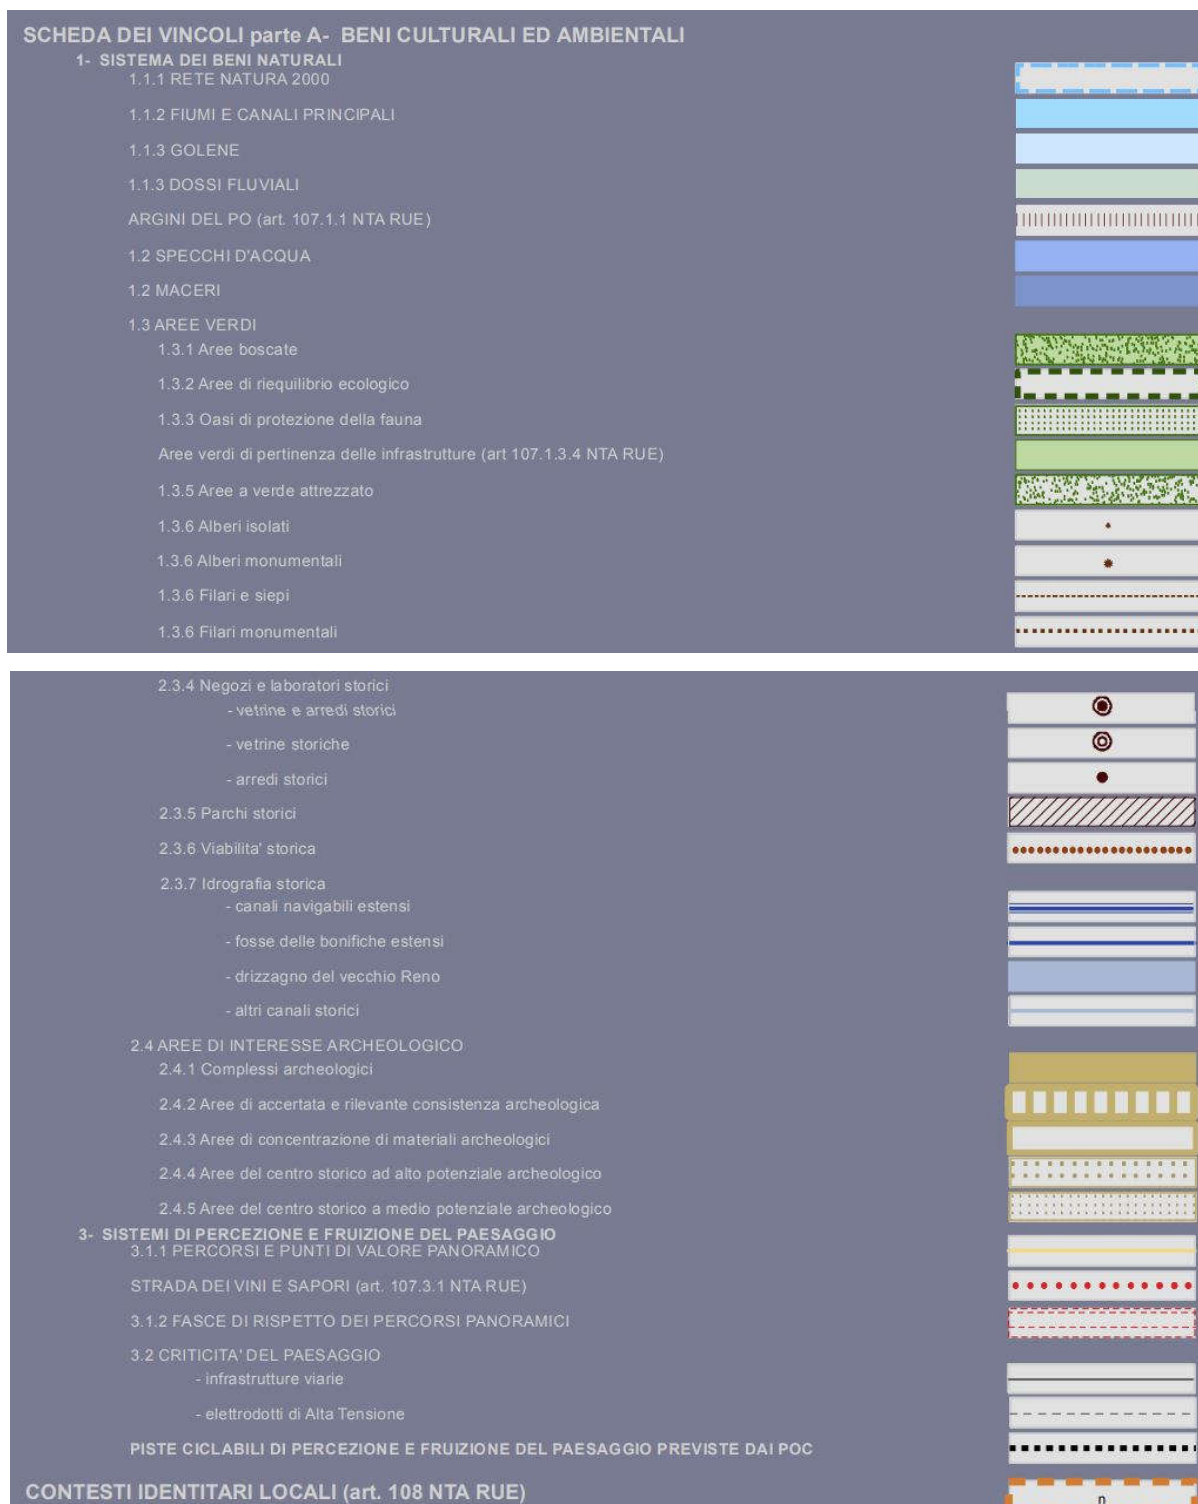 SCHEDA DEI VINCOLI parte A- BENI CULTURALI ED AMBIENTALI
1- SISTEMA DEI BENI NATURALI
1.1.1 RETE NATURA 2000
1.1.2 FIUMI E CANALI PRINCIPALI
1.1.3 GOLENE
1.1.3 DOSSI FLUVIALI
ARGINI DEL PO (art. 107.1.1 NTA RUE)
1.2 SPECCHI D'ACQUA
1.2 MACERI
1.3 AREE VERDI
1.3.1 Aree boscate
1.3.2 Aree di riequilibrio ecologico
1.3.3 Oasi di protezione della fauna
Aree verdi di pertinenza delle infrastrutture (art 107.1.3.4 NTA RUE)
1.3.5 Aree a verde attrezzato
1.3.6 Alberi isolati
1.3.6 Alberi monumentali
1.3.6 Filari e siepi
1.3.6 Filari monumentali
2.3.4 Negozi e laboratori storici
- vetrine e arredi storici
- vetrine storiche
- arredi storici
2.3.5 Parchi storici
2.3.6 Viabilita' storica
2.3.7 Idrografia storica
- canali navigabili estensi
- fosse delle bonifiche estensi
- drizzagno del vecchio Reno
- altri canali storici
2.4 AREE DI INTERESSE ARCHEOLOGICO
2.4.1 Complessi archeologici
2.4.2 Aree di accertata e rilevante consistenza archeologica
2.4.3 Aree di concentrazione di materiali archeologici
2.4.4 Aree del centro storico ad alto potenziale archeologico
2.4.5 Aree del centro storico a medio potenziale archeologico
3- SISTEMI DI PERCEZIONE E FRUIZIONE DEL PAESAGGIO
3.1.1 PERCORSI E PUNTI DI VALORE PANORAMICO
STRADA DEI VINI E SAPORI (art. 107.3.1 NTA RUE)
3.1.2 FASCE DI RISPETTO DEI PERCORSI PANORAMICI
3.2 CRITICITA' DEL PAESAGGIO
- infrastrutture viarie
- elettrodotti di Alta Tensione
PISTE CICLABILI DI PERCEZIONE E FRUIZIONE DEL PAESAGGIO PREVISTE DAI POC
CONTESTI IDENTITARI LOCALI (art. 108 NTA RUE)